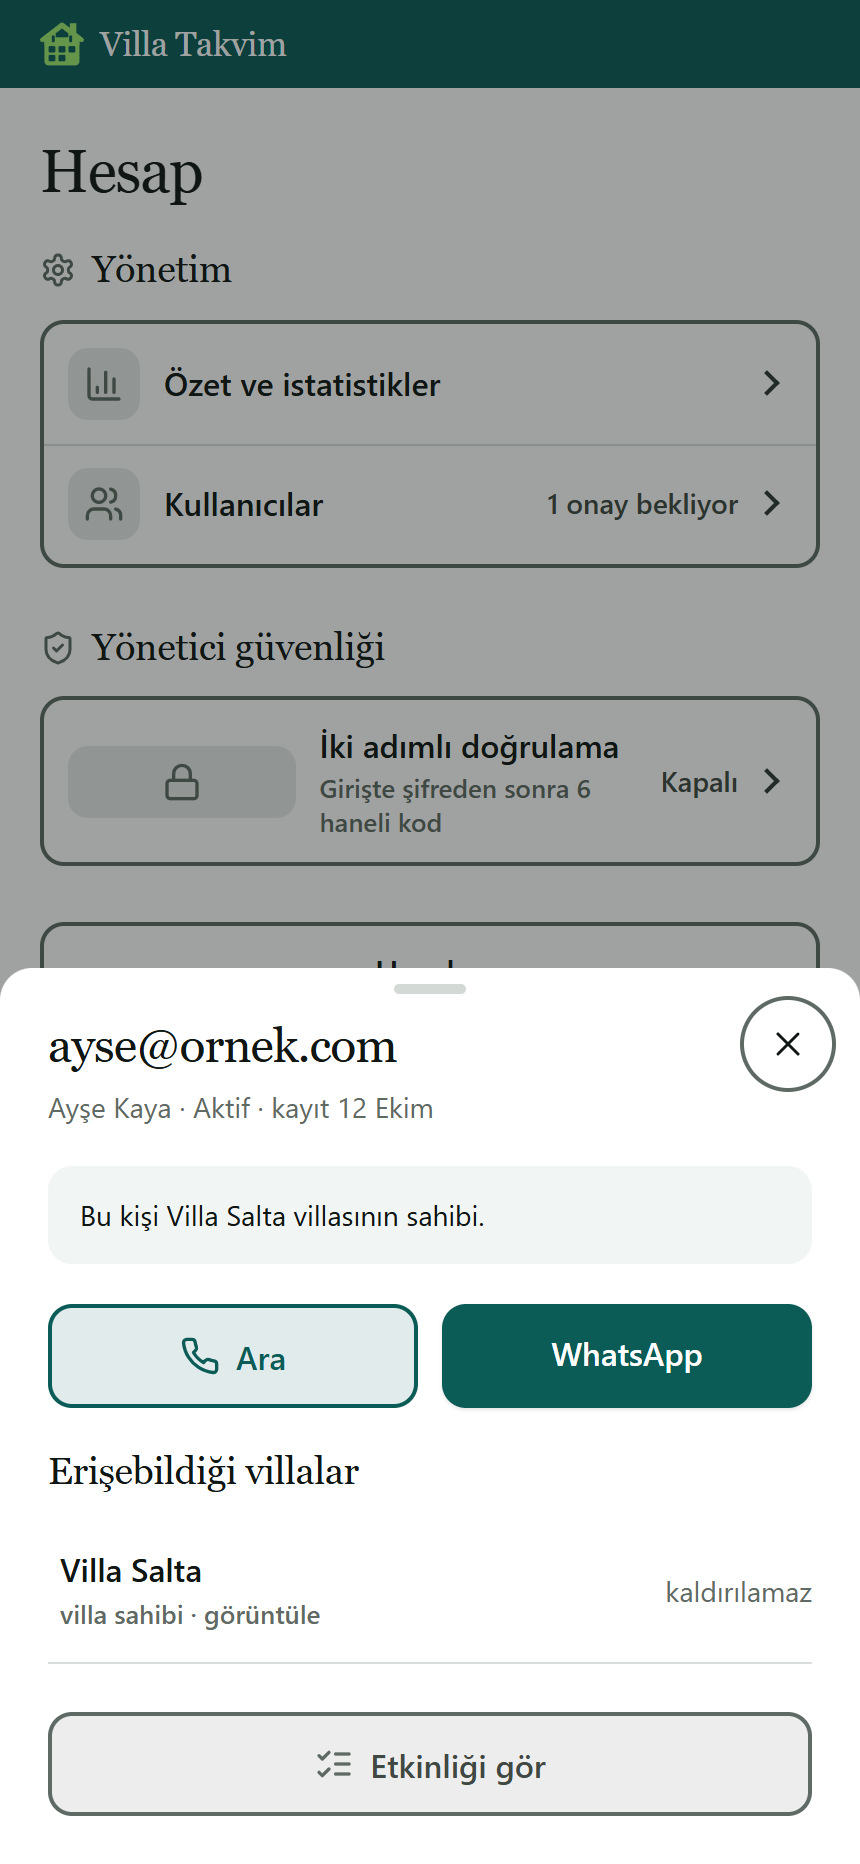 Villa Takvim
Hesap
Yönetim
Özet ve istatistikler
Kullanıcılar
1 onay bekliyor
Yönetici güvenliği
İki adımlı doğrulama
Girişte şifreden sonra 6
haneli kod
Kapalı
ayse@ornek.com
Ayşe Kaya · Aktif · kayıt 12 Ekim
Bu kişi Villa Salta villasının sahibi.
Ara
WhatsApp
Erişebildiği villalar
Villa Salta
villa sahibi · görüntüle
kaldırılamaz
Etkinliği gör